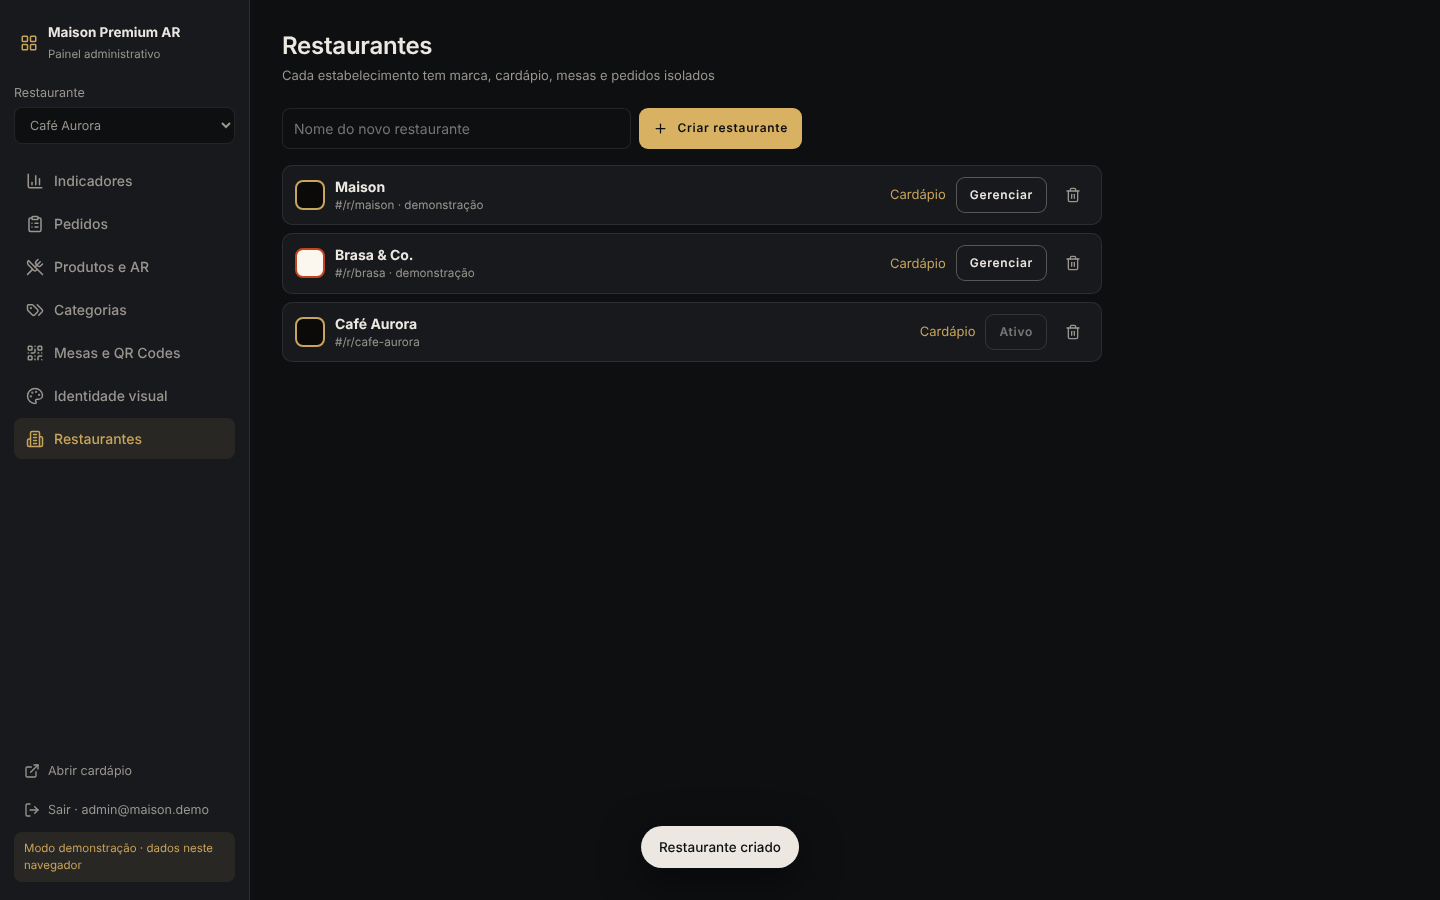 Maison Premium AR
Painel administrativo
Restaurante
Café Aurora
Indicadores
Pedidos
Produtos e AR
Categorias
Mesas e QR Codes
Identidade visual
Restaurantes
Abrir cardápio
Sair · admin@maison.demo
Modo demonstração · dados neste
navegador
Restaurantes
Cada estabelecimento tem marca, cardápio, mesas e pedidos isolados
Nome do novo restaurante
Criar restaurante
Maison
#/r/maison · demonstração
Cardápio
Gerenciar
Brasa & Co.
#/r/brasa · demonstração
Cardápio
Gerenciar
Café Aurora
#/r/cafe-aurora
Cardápio
Ativo
Restaurante criado